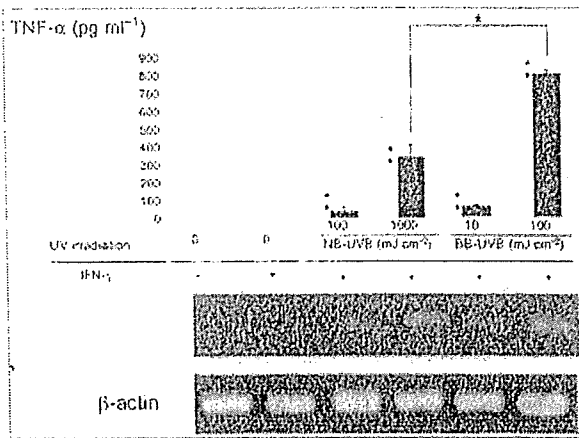 TNF-α (pg ml⁻¹)
*
900
800
700
600
500
400
300
200
100
0
100 1000 10 100
UV irradiation 0 0 NB-UVB (mJ cm⁻²) BB-UVB (mJ cm⁻²)
IFN-γ - + + + + +
β-actin